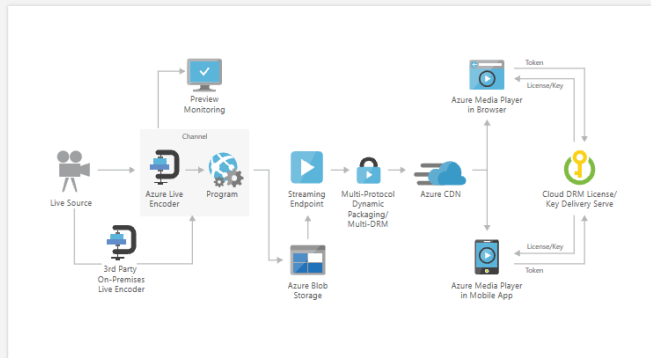 Preview
Monitoring
Channel
Live Source
Azure Live
Encoder
Program
3rd Party
On-Premises
Live Encoder
Streaming
Endpoint
Azure Blob
Storage
Multi-Protocol
Dynamic
Packaging/
Multi-DRM
Azure CDN
Azure Media Player
in Browser
Token
License/Key
Cloud DRM License/
Key Delivery Serve
License/Key
Token
Azure Media Player
in Mobile App